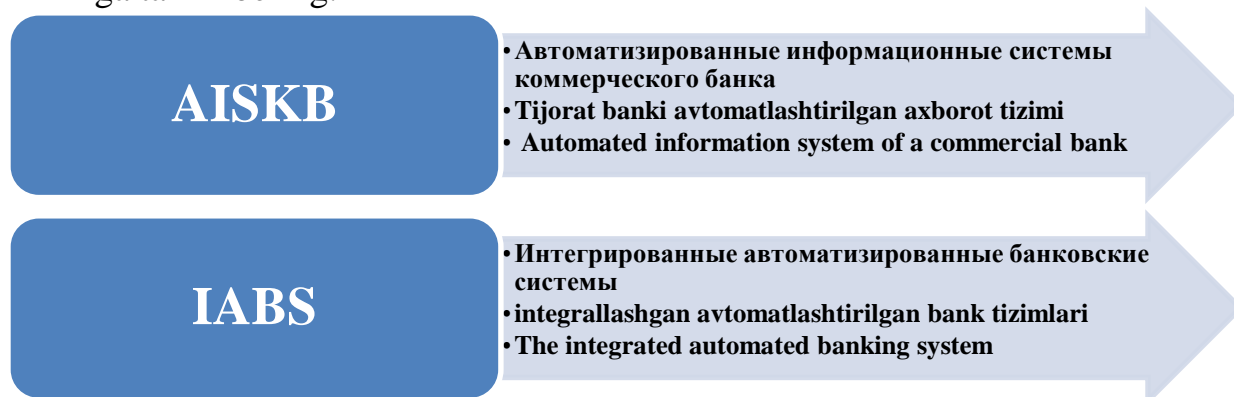 AISKB
•Автоматизированные информационные системы
коммерческого банка
•Tijorat banki avtomatlashtirilgan axborot tizimi
• Automated information system of a commercial bank
IABS
•Интегрированные автоматизированные банковские
системы
•integrallashgan avtomatlashtirilgan bank tizimlari
•The integrated automated banking system